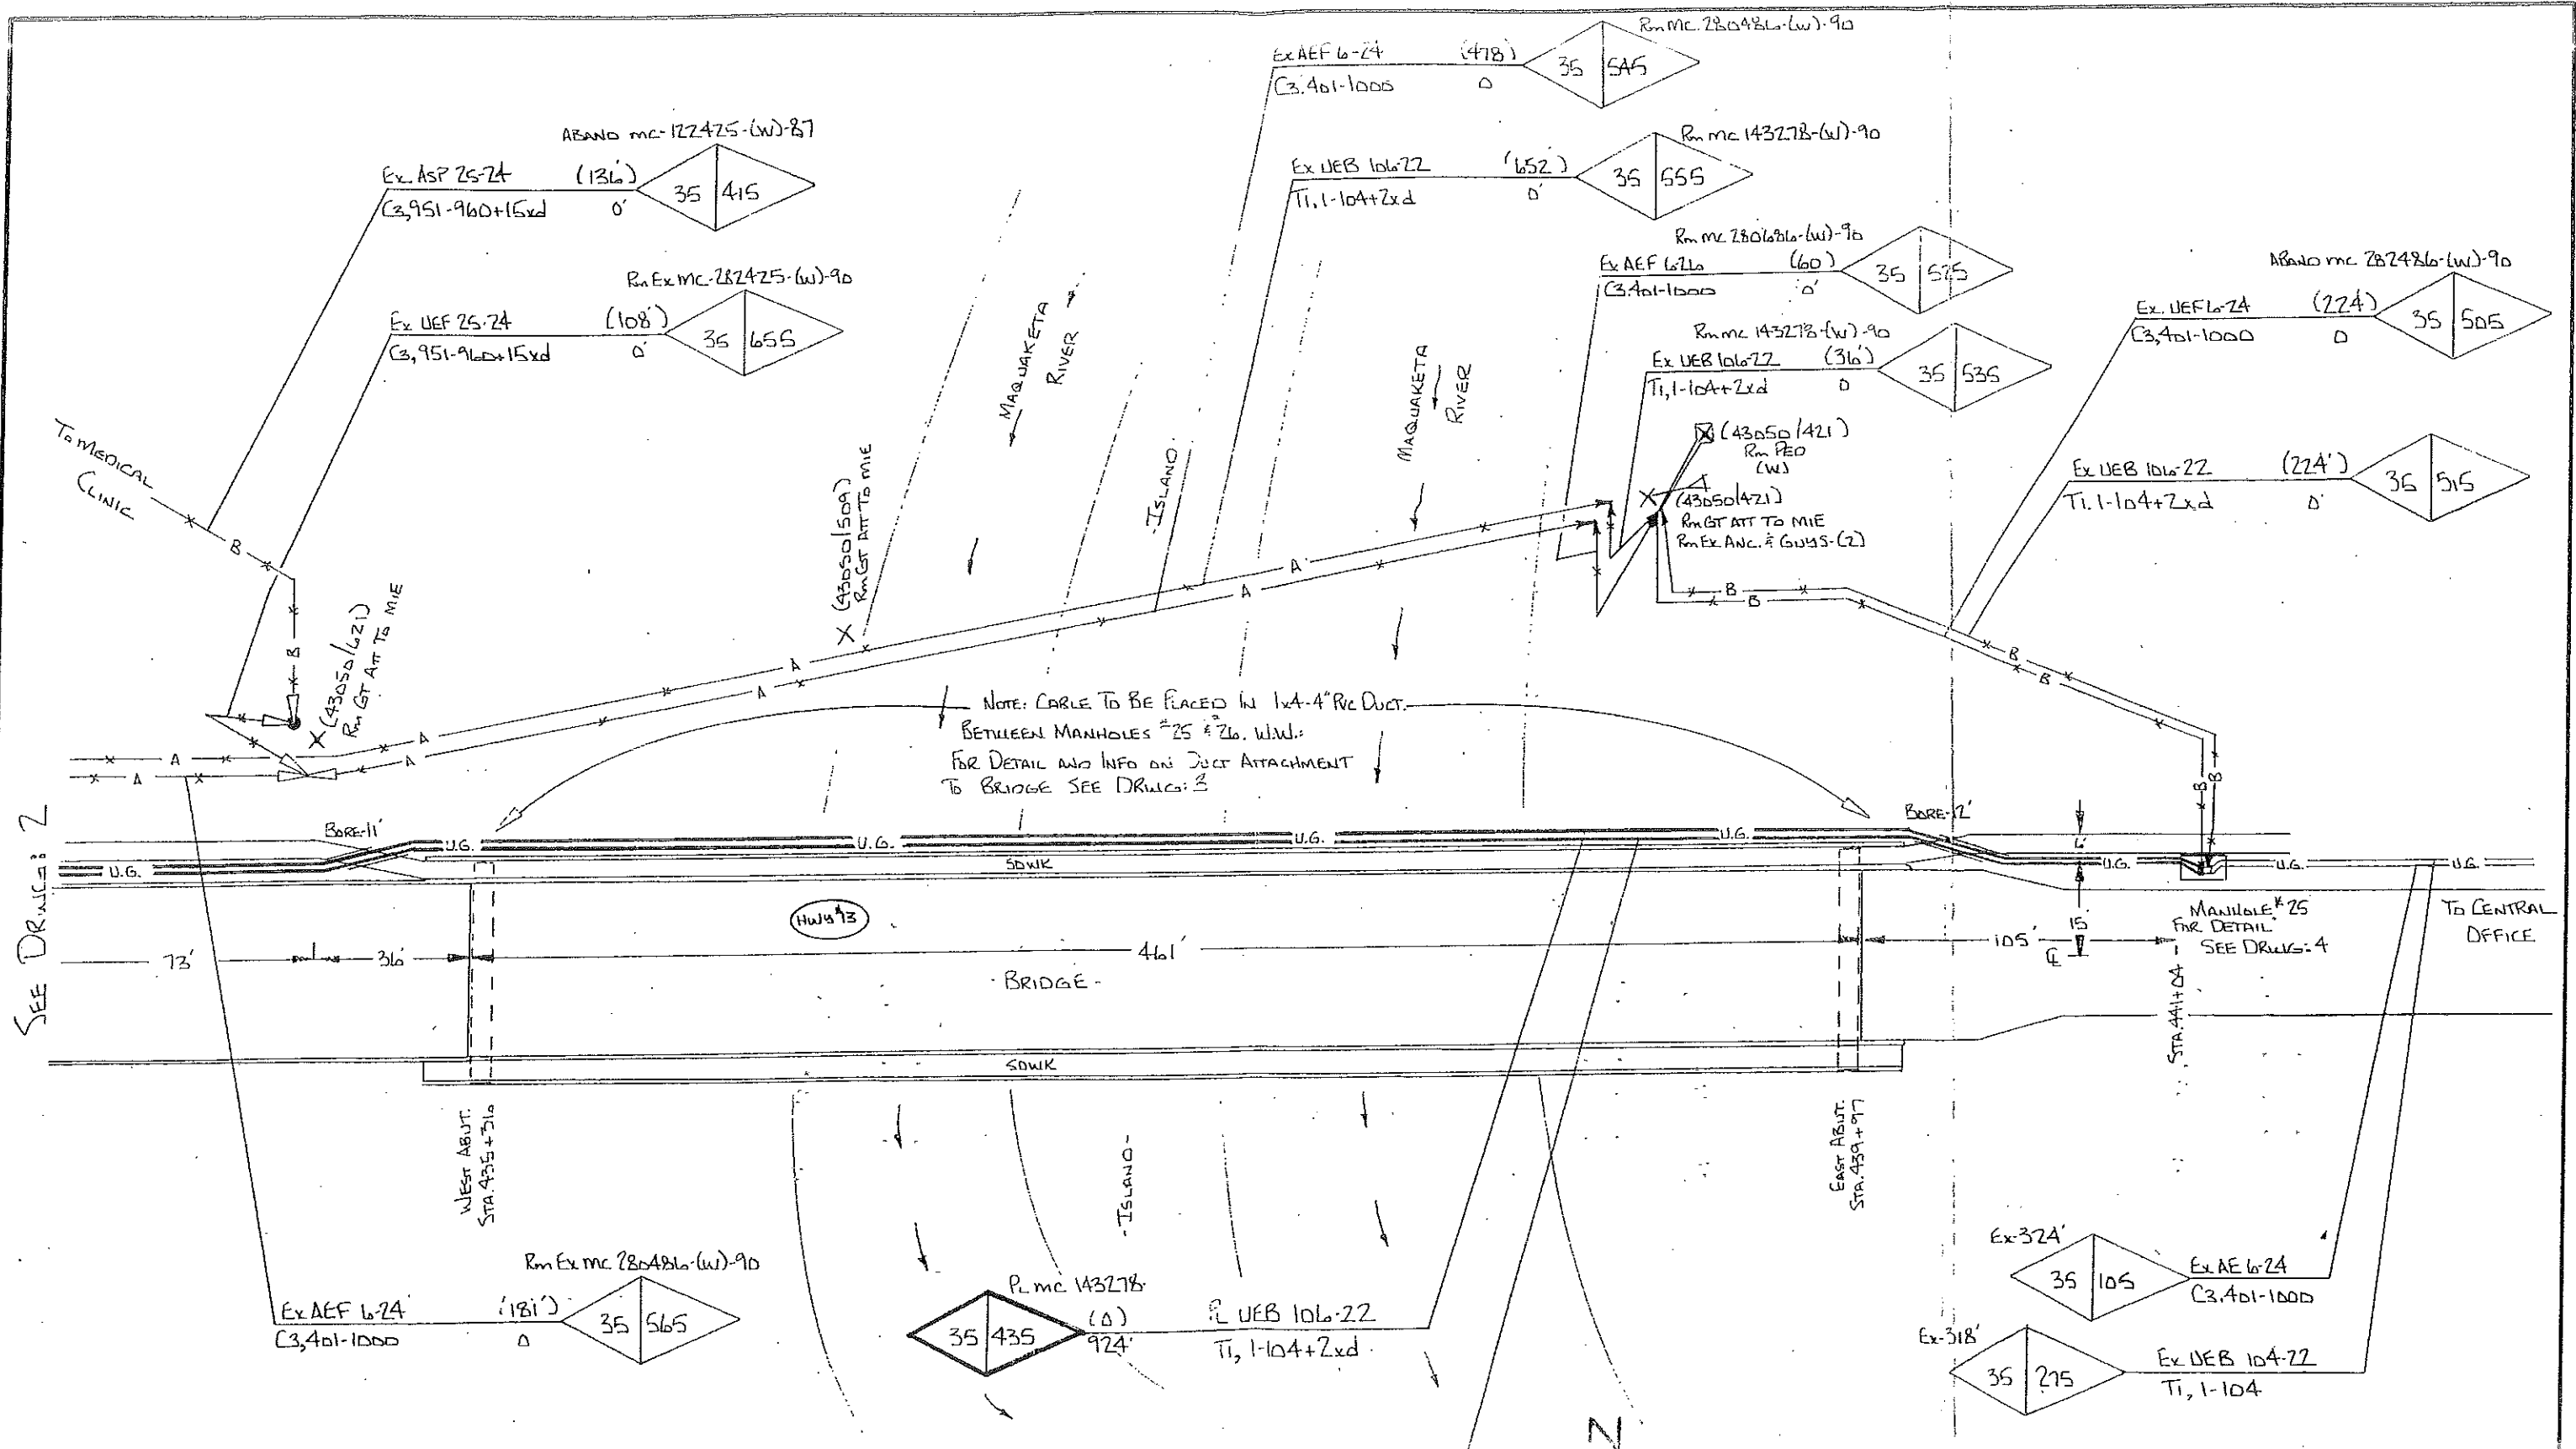 Rm MC. 280486-(W)-90
Ex AEF 6-24 (478)
C3.401-1000 0
35 545
ABAND MC-122425-(W)-87
Ex. ASP 25-24 (136')
C3,951-960+15xd 0'
35 415
Rm MC 143278-(W)-90
Ex UEB 106-22 (652')
T1,1-104+2xd 0'
35 555
Rm MC 280686-(W)-90
Ex AEF 6-26 (60')
C3.401-1000 0'
35 525
ABAND MC 282486-(W)-90
Ex. UEF 6-24 (224')
C3,401-1000 0
35 505
Rm Ex MC-282425-(W)-90
Ex UEF 25-24 (108')
C3,951-960+15xd 0'
35 655
Rm MC 143278-(W)-90
Ex UEB 106-22 (36')
T1,1-104+2xd 0
35 535
Ex UEB 106-22 (224')
T1.1-104+2xd 0'
35 515
MAQUAKETA
RIVER
MAQUAKETA
RIVER
-ISLAND-
TO MEDICAL
CLINIC
(43050/421)
Rm PED
(W)
(43050/421)
Rm GT ATT TO MIE
Rm Ex ANC. & GUYS-(2)
(43050/509)
Rm GT ATT TO MIE
(43050/621)
Rm GT ATT TO MIE
B
B
A
A
A
A
B
B
B
B
A
A
A
A
B
B
NOTE: CABLE TO BE PLACED IN 1x4-4" PVC DUCT.
BETWEEN MANHOLES #25 & #26. W.W.:
FOR DETAIL AND INFO ON DUCT ATTACHMENT
TO BRIDGE SEE DRWG: 3
SEE DRWG: 2
BORE-11'
BORE-12'
U.G.
U.G.
U.G.
U.G.
U.G.
U.G.
U.G.
U.G.
SDWK
6'
15'
HWY #13
73'
36'
461'
105'
℄
- BRIDGE -
MANHOLE #25
FOR DETAIL
SEE DRWG: 4
TO CENTRAL
OFFICE
STA. 441+04
SDWK
WEST ABUT.
STA. 435+36
EAST ABUT.
STA. 439+97
-ISLAND-
Rm Ex MC 280486-(W)-90
Ex AEF 6-24 (181')
C3,401-1000 0
35 565
PL MC 143278
35 435
(0) PL UEB 106-22
924' T1, 1-104+2xd
Ex-324'
35 105
Ex AE 6-24
C3.401-1000
Ex-318'
35 275
Ex UEB 104-22
T1, 1-104
N